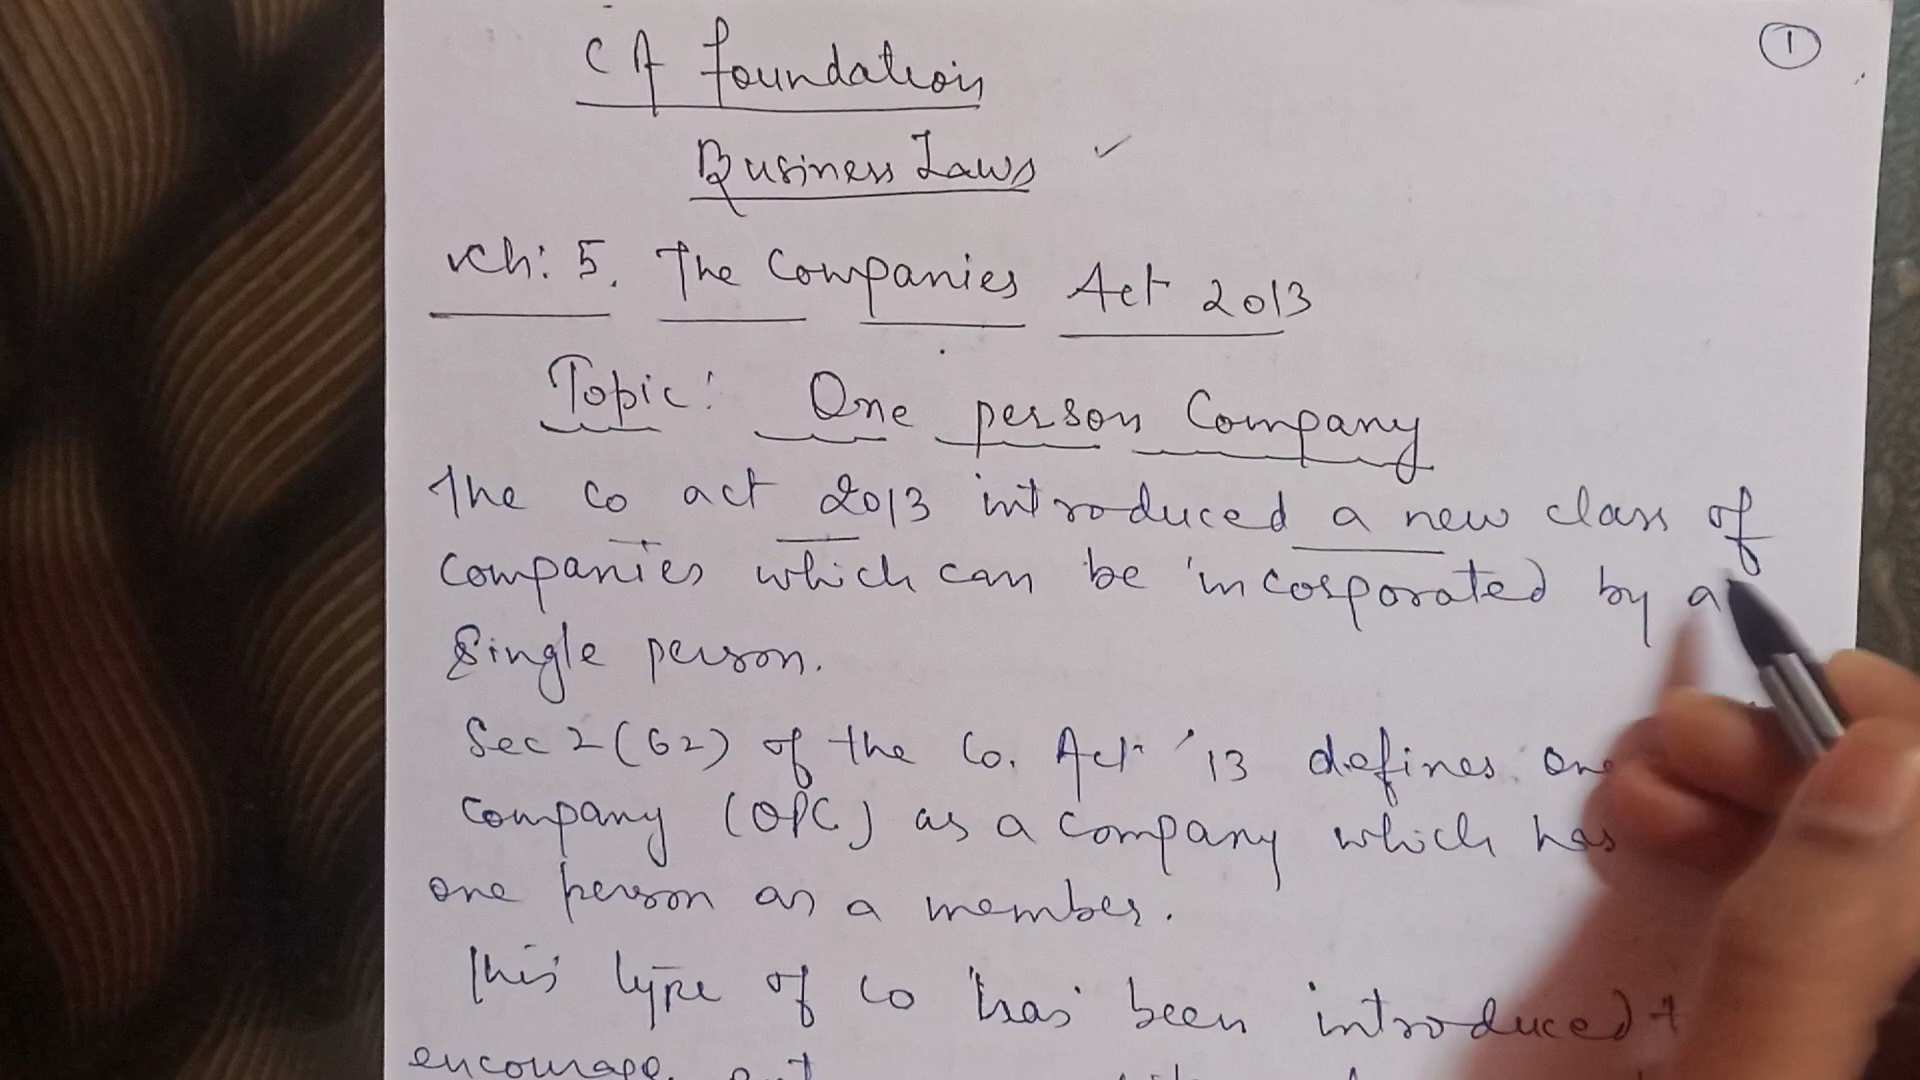 1
CA foundation
Business Laws
Ch: 5. The Companies Act 2013
Topic: One person Company
The co act 2013 introduced a new class of
companies which can be incorporated by a
Single person.
Sec 2(62) of the Co. Act '13 defines one
company (OPC) as a company which has
one person as a member.
This type of co has been introduced t
encourage